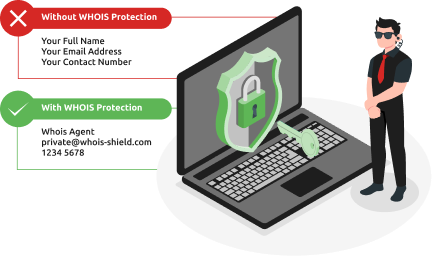 Without WHOIS Protection
Your Full Name
Your Email Address
Your Contact Number
With WHOIS Protection
Whois Agent
private@whois-shield.com
1234 5678